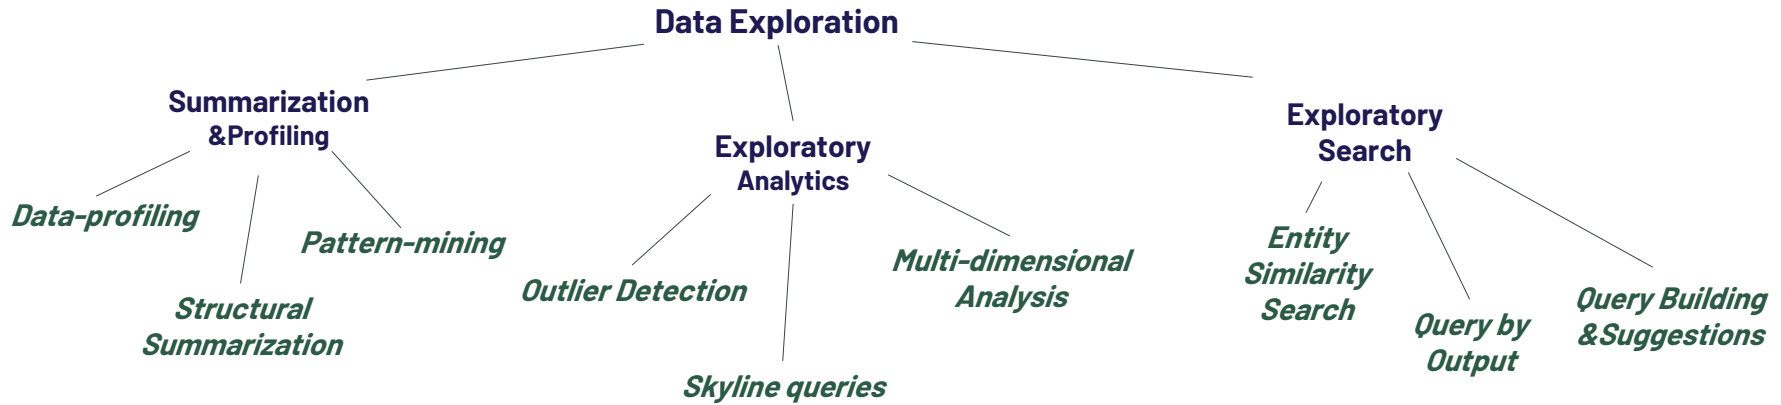 Data Exploration
Summarization
&Profiling
Data-profiling
Structural
Summarization
Pattern-mining
Exploratory
Analytics
Outlier Detection
Skyline queries
Multi-dimensional
Analysis
Exploratory
Search
Entity
Similarity
Search
Query by
Output
Query Building
&Suggestions